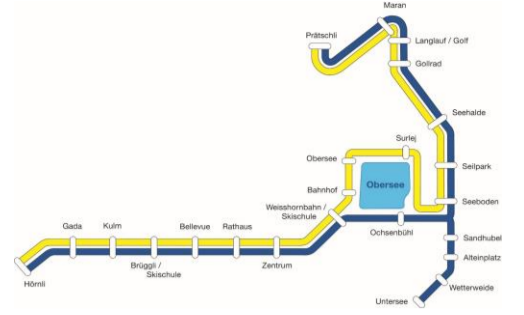 Maran
Prätschli
Langlauf / Golf
Gollrad
Seehalde
Surlej
Obersee
Seilpark
Bahnhof
Obersee
Weisshornbahn /
Skischule
Seeboden
Ochsenbühl
Gada
Kulm
Bellevue
Rathaus
Brüggli /
Skischule
Zentrum
Sandhubel
Alteinplatz
Hörnli
Wetterweide
Untersee